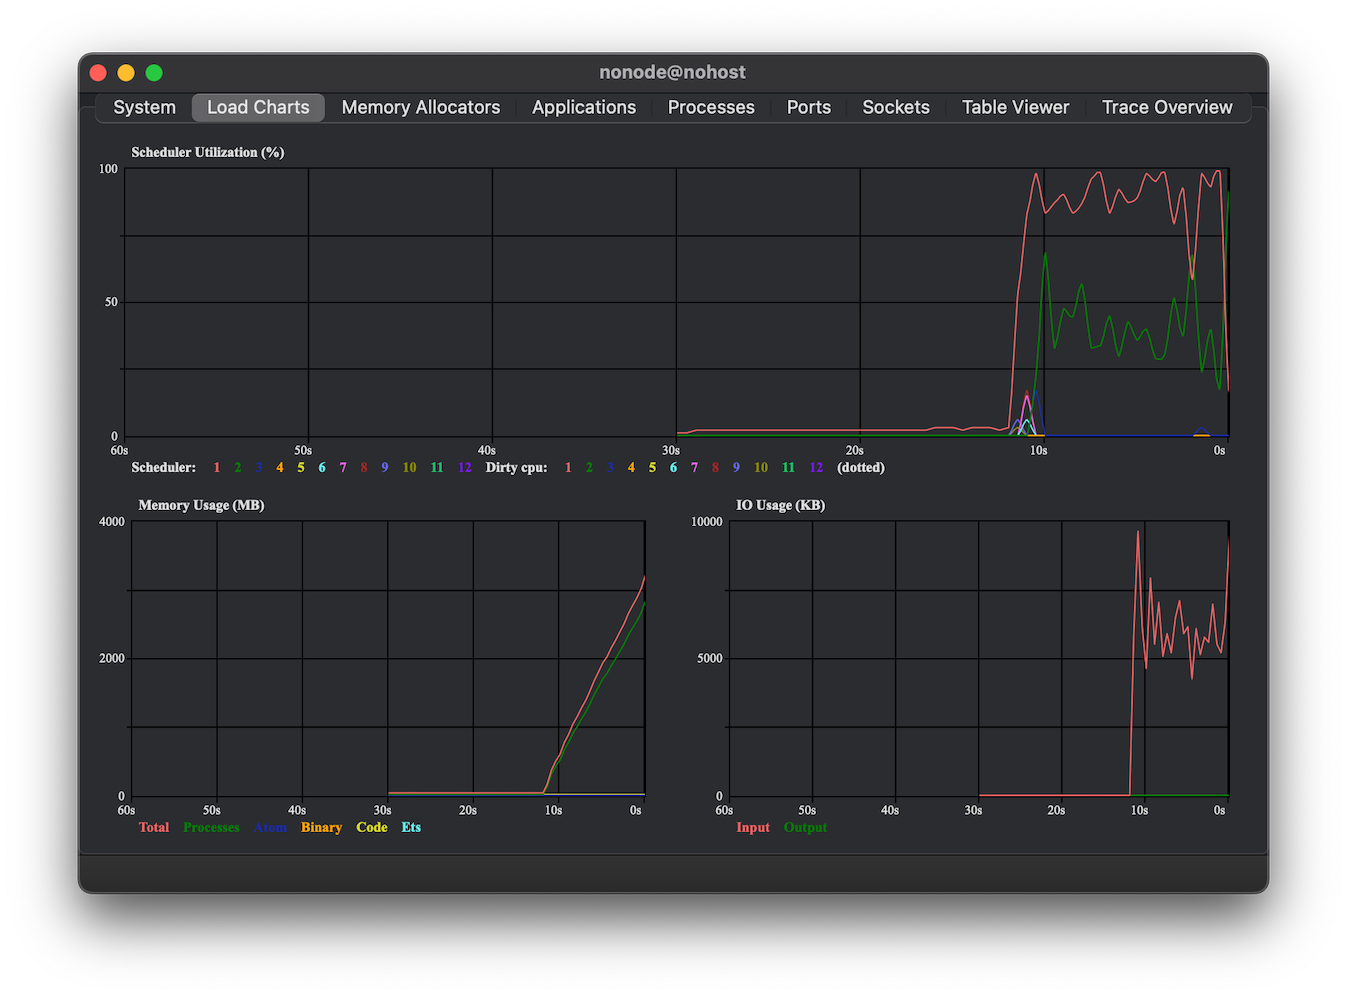 nonode@nohost
System Load Charts Memory Allocators Applications Processes Ports Sockets Table Viewer Trace Overview
Scheduler Utilization (%)
100
50
0
60s 50s 40s 30s 20s 10s 0s
Scheduler: 1 2 3 4 5 6 7 8 9 10 11 12 Dirty cpu: 1 2 3 4 5 6 7 8 9 10 11 12 (dotted)
Memory Usage (MB)
4000
2000
0
60s 50s 40s 30s 20s 10s 0s
Total Processes Atom Binary Code Ets
IO Usage (KB)
10000
5000
0
60s 50s 40s 30s 20s 10s 0s
Input Output